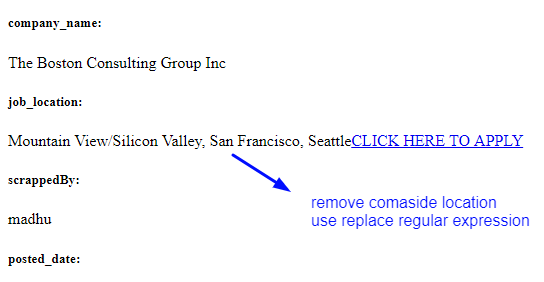 company_name:
The Boston Consulting Group Inc
job_location:
Mountain View/Silicon Valley, San Francisco, SeattleCLICK HERE TO APPLY
scrappedBy:
remove comaside location
use replace regular expression
madhu
posted_date: